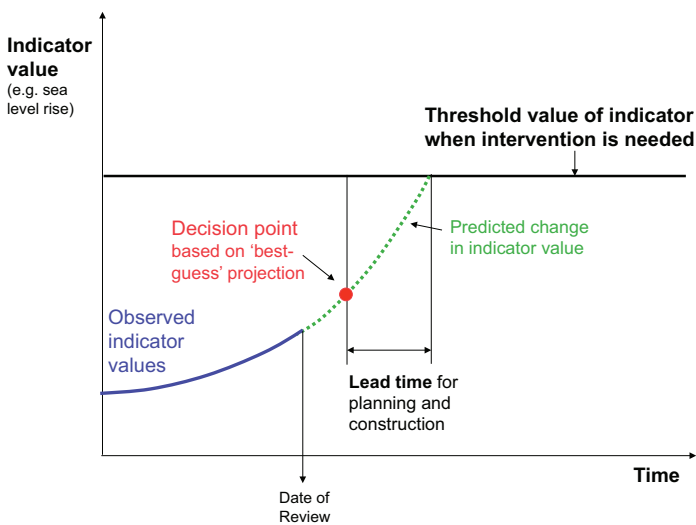 Indicator
value
(e.g. sea
level rise)
Threshold value of indicator
when intervention is needed
Decision point
based on ‘best-
guess’ projection
Predicted change
in indicator value
Observed
indicator
values
Lead time for
planning and
construction
Time
Date of
Review